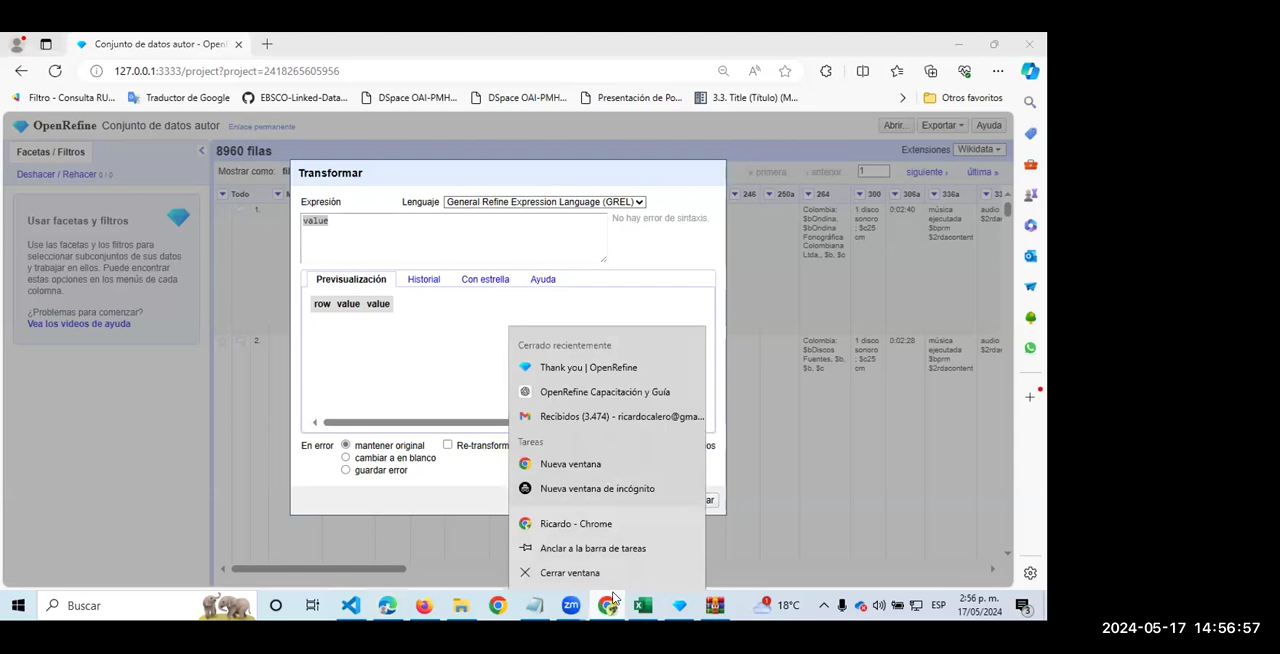 Conjunto de datos autor - Open
127.0.0.1:3333/project?project=2418265605956
Filtro - Consulta RU...
Traductor de Google
EBSCO-Linked-Data...
DSpace OAI-PMH...
DSpace OAI-PMH...
Presentación de Po...
3.3. Title (Título) (M...
Otros favoritos
OpenRefine Conjunto de datos autor Enlace permanente
Abrir... Exportar Ayuda
Facetas / Filtros
8960 filas
Extensiones Wikidata
Deshacer / Rehacer 0 / 0
Mostrar como:
« primera ‹ anterior 1 siguiente › última »
Todo
246 250a 264 300 306a 336a
Usar facetas y filtros
Use las facetas y los filtros para
seleccionar subconjuntos de sus datos
y trabajar en ellos. Puede encontrar
estas opciones en los menús de cada
columna.
¿Problemas para comenzar?
Vea los videos de ayuda
Transformar
Expresión
Lenguaje General Refine Expression Language (GREL)
value
No hay error de sintaxis.
Previsualización Historial Con estrella Ayuda
row value value
En error
mantener original
cambiar a en blanco
guardar error
Re-transform
os
ar
1.
Colombia:
$bOndina,
$bOndina
Fonográfica
Colombiana
Ltda., $b, $c
1 disco
sonoro
; $c25
cm
0:02:40
música
ejecutada
$bprm
$2rdacontent
audio
$2rda
2.
Colombia:
$bDiscos
Fuentes, $b,
$b, $c
1 disco
sonoro
; $c25
cm
0:02:28
música
ejecutada
$bprm
$2rdacontent
audio
$2rda
Cerrado recientemente
Thank you | OpenRefine
OpenRefine Capacitación y Guía
Recibidos (3.474) - ricardocalero@gma...
Tareas
Nueva ventana
Nueva ventana de incógnito
Ricardo - Chrome
Anclar a la barra de tareas
Cerrar ventana
Buscar
zm
18°C
ESP
2:56 p. m.
17/05/2024
3
2024-05-17 14:56:57